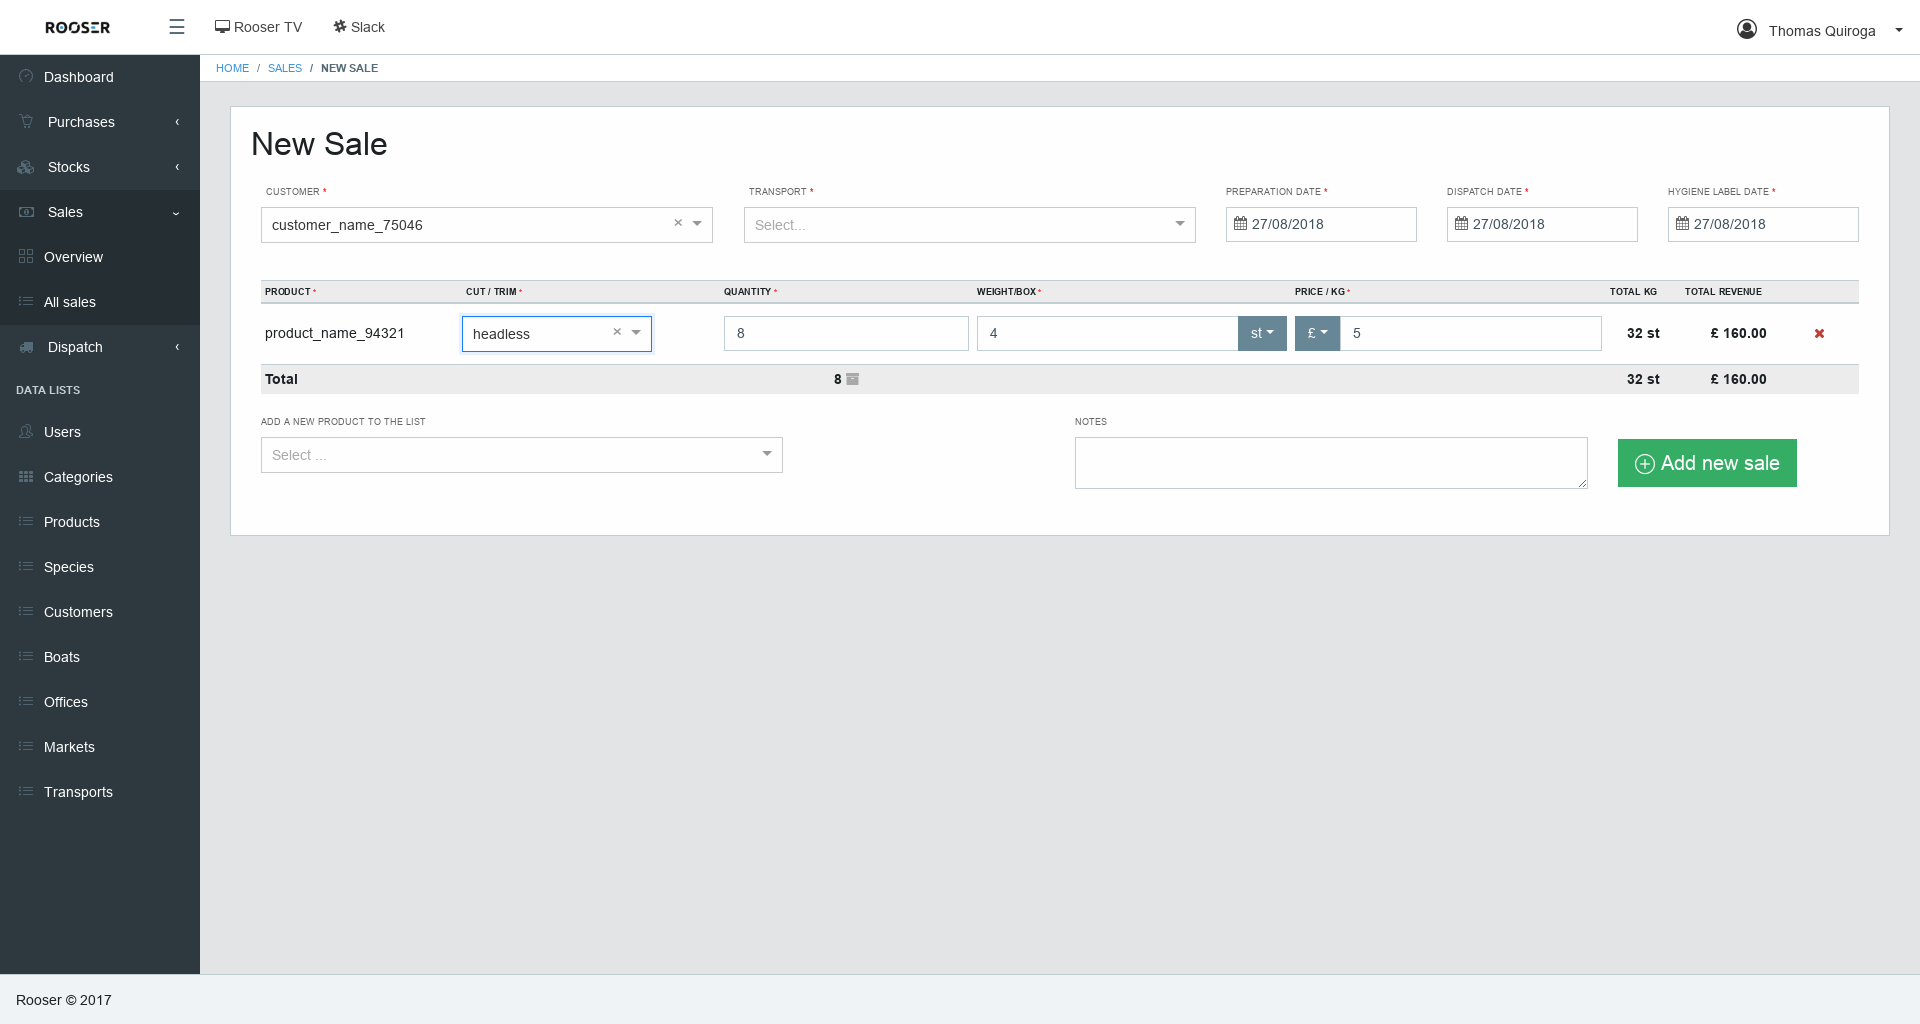 ROOSER
Rooser TV
Slack
Thomas Quiroga
HOME / SALES / NEW SALE
Dashboard
Purchases
Stocks
Sales
Overview
All sales
Dispatch
DATA LISTS
Users
Categories
Products
Species
Customers
Boats
Offices
Markets
Transports
New Sale
CUSTOMER * TRANSPORT * PREPARATION DATE * DISPATCH DATE * HYGIENE LABEL DATE *
customer_name_75046 × Select... 27/08/2018 27/08/2018 27/08/2018
PRODUCT * CUT / TRIM * QUANTITY * WEIGHT/BOX * PRICE / KG * TOTAL KG TOTAL REVENUE
product_name_94321 headless × 8 4 st £ 5 32 st £ 160.00
Total 8 32 st £ 160.00
ADD A NEW PRODUCT TO THE LIST NOTES
Select ...
Add new sale
Rooser © 2017